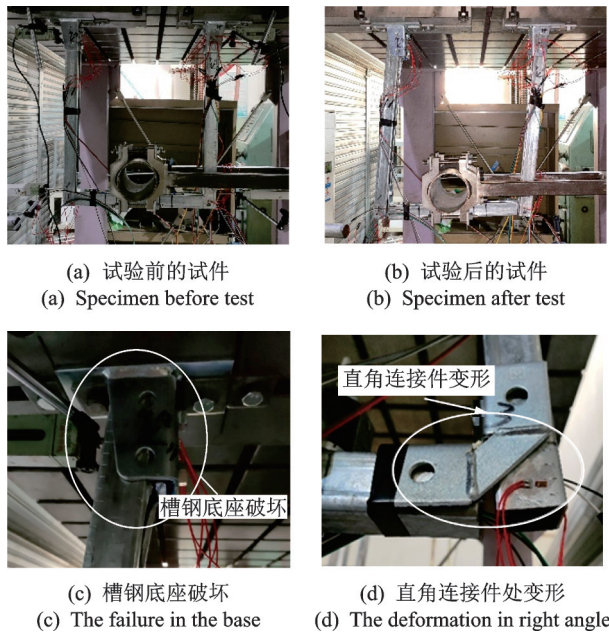 (a) 试验前的试件
(a) Specimen before test
(b) 试验后的试件
(b) Specimen after test
槽钢底座破坏
直角连接件变形
(c) 槽钢底座破坏
(c) The failure in the base
(d) 直角连接件处变形
(d) The deformation in right angle